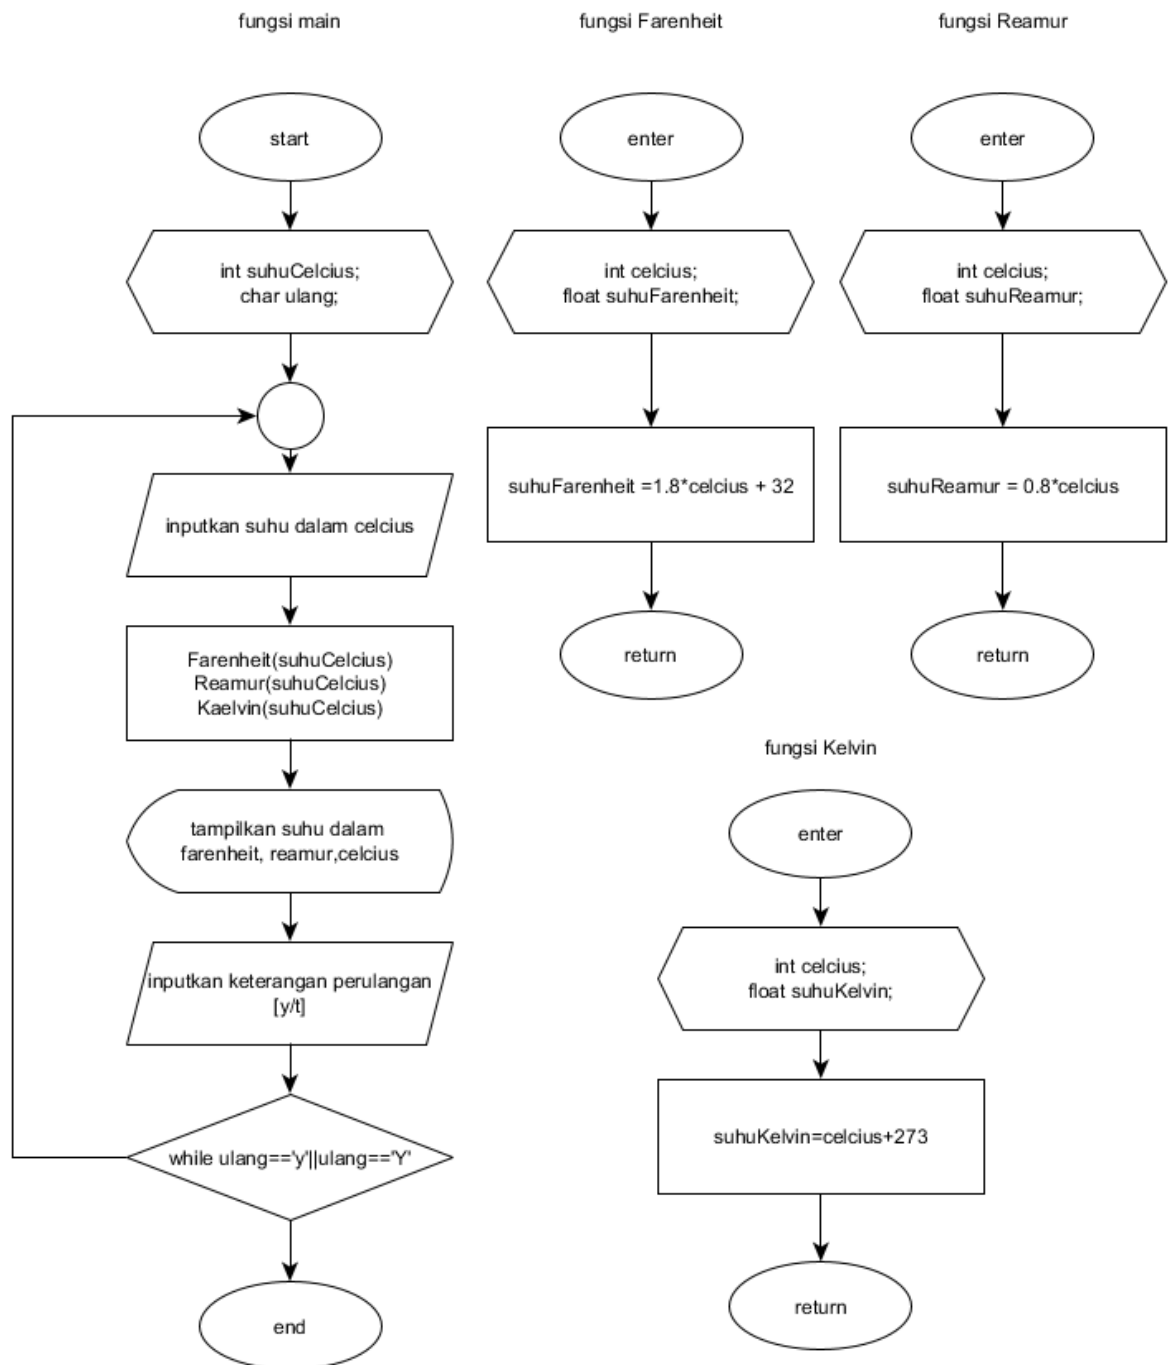 fungsi main
start
int suhuCelcius;
char ulang;
inputkan suhu dalam celcius
Farenheit(suhuCelcius)
Reamur(suhuCelcius)
Kaelvin(suhuCelcius)
tampilkan suhu dalam
farenheit, reamur,celcius
inputkan keterangan perulangan
[y/t]
while ulang=='y'||ulang=='Y'
end
fungsi Farenheit
enter
int celcius;
float suhuFarenheit;
suhuFarenheit =1.8*celcius + 32
return
fungsi Reamur
enter
int celcius;
float suhuReamur;
suhuReamur = 0.8*celcius
return
fungsi Kelvin
enter
int celcius;
float suhuKelvin;
suhuKelvin=celcius+273
return